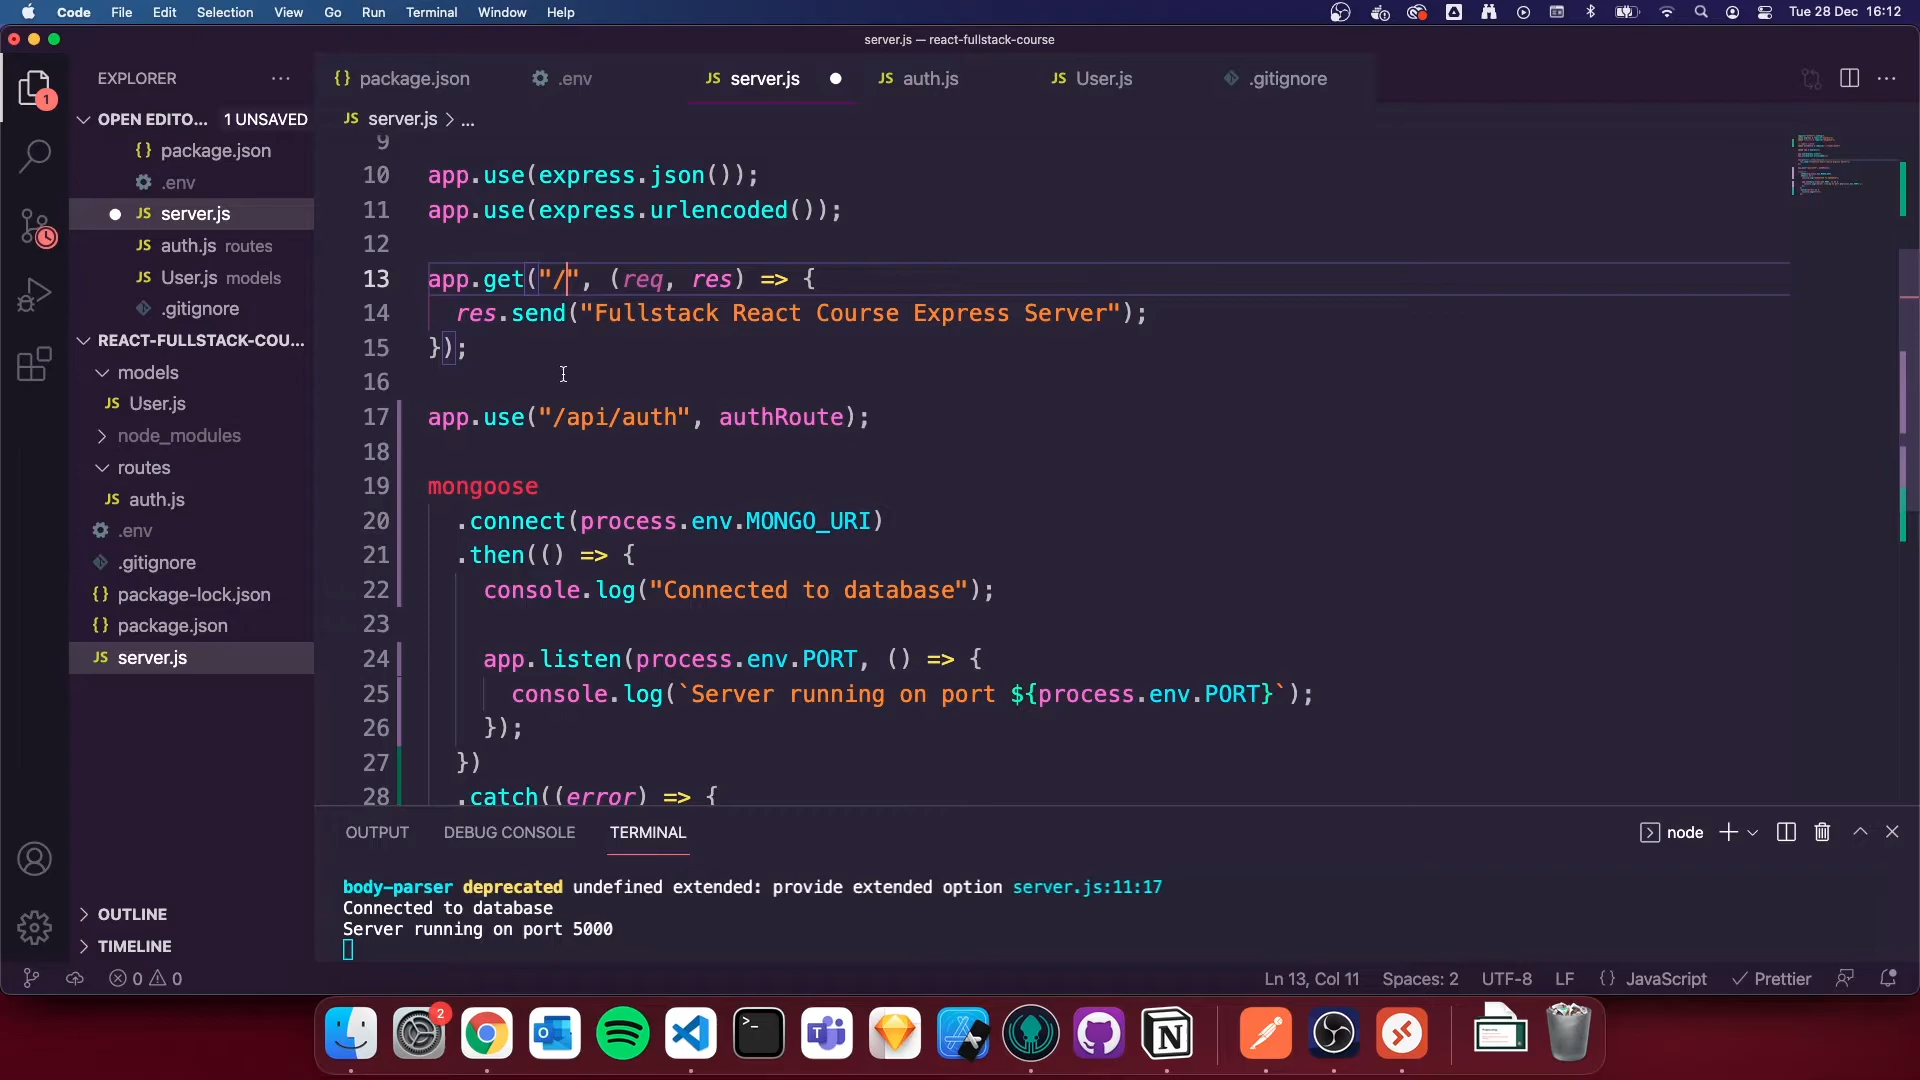 Code File Edit Selection View Go Run Terminal Window Help Tue 28 Dec 16:12
server.js — react-fullstack-course
EXPLORER
package.json .env JS server.js JS auth.js JS User.js .gitignore
1
OPEN EDITO... 1 UNSAVED
{} package.json
.env
JS server.js
JS auth.js routes
JS User.js models
.gitignore
REACT-FULLSTACK-COU...
models
JS User.js
node_modules
routes
JS auth.js
.env
.gitignore
{} package-lock.json
{} package.json
JS server.js
OUTLINE
TIMELINE
JS server.js > ...
9
10 app.use(express.json());
11 app.use(express.urlencoded());
12
13 app.get("/", (req, res) => {
14 res.send("Fullstack React Course Express Server");
15 });
16
17 app.use("/api/auth", authRoute);
18
19 mongoose
20 .connect(process.env.MONGO_URI)
21 .then(() => {
22 console.log("Connected to database");
23
24 app.listen(process.env.PORT, () => {
25 console.log(`Server running on port ${process.env.PORT}`);
26 });
27 })
28 .catch((error) => {
OUTPUT DEBUG CONSOLE TERMINAL node
body-parser deprecated undefined extended: provide extended option server.js:11:17
Connected to database
Server running on port 5000
0 0 Ln 13, Col 11 Spaces: 2 UTF-8 LF {} JavaScript Prettier
2